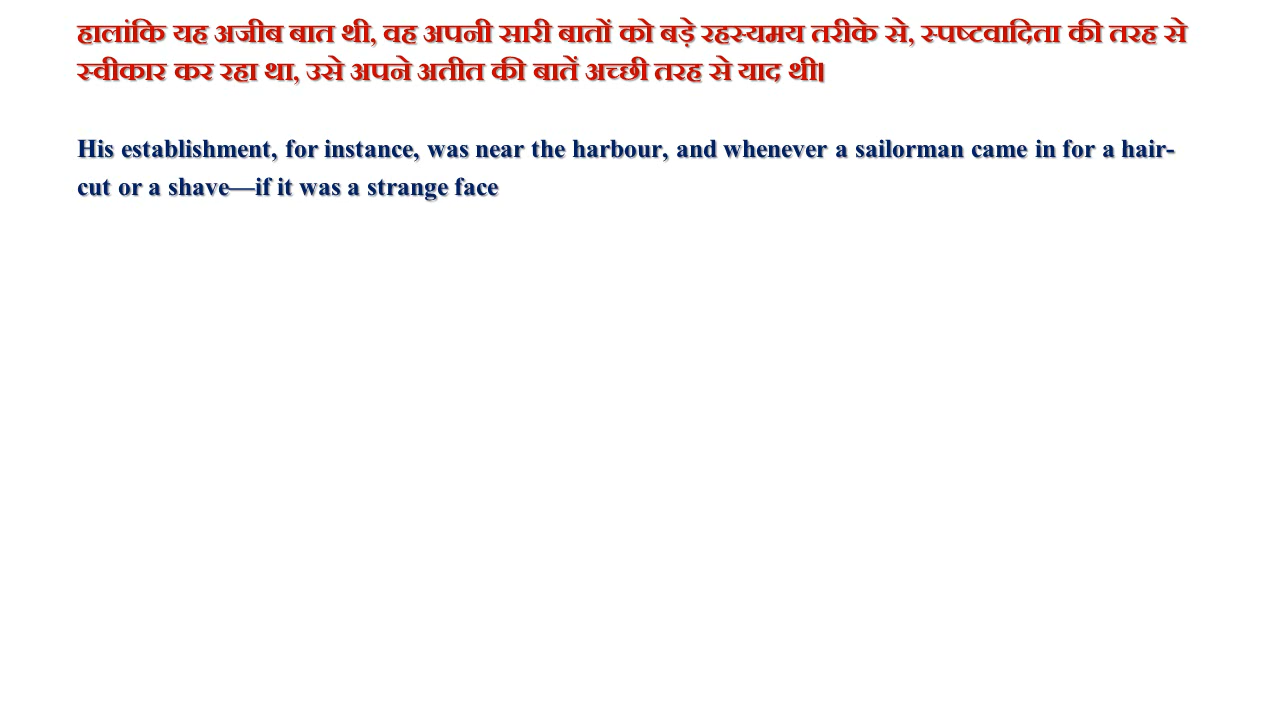 हालांकि यह अजीब बात थी, वह अपनी सारी बातों को बड़े रहस्यमय तरीके से, स्पष्टवादिता की तरह से
स्वीकार कर रहा था, उसे अपने अतीत की बातें अच्छी तरह से याद थी।
His establishment, for instance, was near the harbour, and whenever a sailorman came in for a hair-
cut or a shave—if it was a strange face